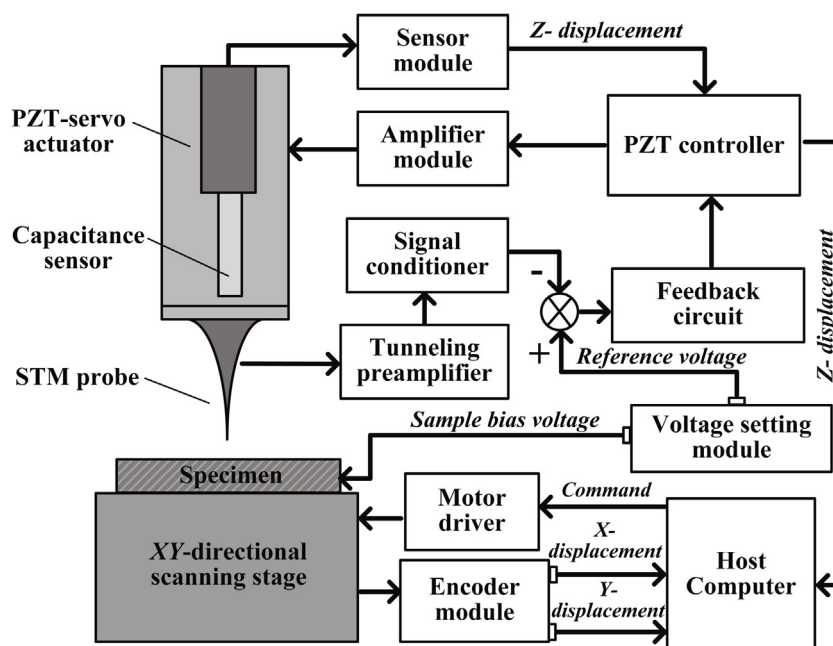 Sensor
module
Z- displacement
PZT-servo
actuator
Amplifier
module
PZT controller
Capacitance
sensor
Signal
conditioner
-
Feedback
circuit
Z- displacement
Tunneling
preamplifier
+
Reference voltage
STM probe
Sample bias voltage
Voltage setting
module
Specimen
Motor
driver
Command
XY-directional
scanning stage
X-
displacement
Encoder
module
Y-
displacement
Host
Computer